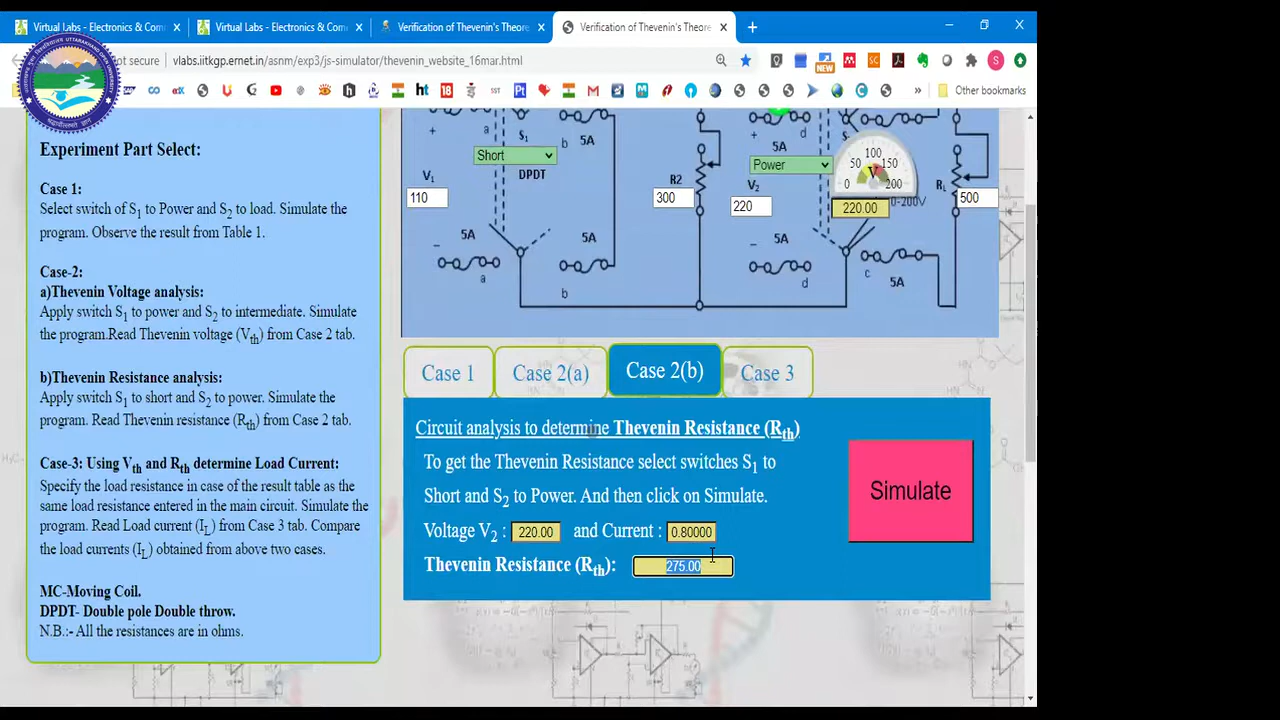 Virtual Labs - Electronics & Com
Virtual Labs - Electronics & Com
Verification of Thevenin's Theore
Verification of Thevenin's Theore
ot secure
vlabs.iitkgp.ernet.in/asnm/exp3/js-simulator/thevenin_website_16mar.html
Other bookmarks
Experiment Part Select:
Case 1:
Select switch of S1 to Power and S2 to load. Simulate the
program. Observe the result from Table 1.
Case-2:
a)Thevenin Voltage analysis:
Apply switch S1 to power and S2 to intermediate. Simulate
the program.Read Thevenin voltage (Vth) from Case 2 tab.
b)Thevenin Resistance analysis:
Apply switch S1 to short and S2 to power. Simulate the
program. Read Thevenin resistance (Rth) from Case 2 tab.
Case-3: Using Vth and Rth determine Load Current:
Specify the load resistance in case of the result table as the
same load resistance entered in the main circuit. Simulate the
program. Read Load current (IL) from Case 3 tab. Compare
the load currents (IL) obtained from above two cases.
MC-Moving Coil.
DPDT- Double pole Double throw.
N.B.:- All the resistances are in ohms.
+ a S1 b 5A
Short
DPDT
V1
110
5A
5A
a
b
R2
300
+ d
5A
Power
V2
220
50 100 150
0 V 200
220.00
0-200V
RL
500
5A
d
c
5A
Case 1
Case 2(a)
Case 2(b)
Case 3
Circuit analysis to determine Thevenin Resistance (Rth)
To get the Thevenin Resistance select switches S1 to
Short and S2 to Power. And then click on Simulate.
Voltage V2 : 220.00 and Current : 0.80000
Thevenin Resistance (Rth): 275.00
Simulate